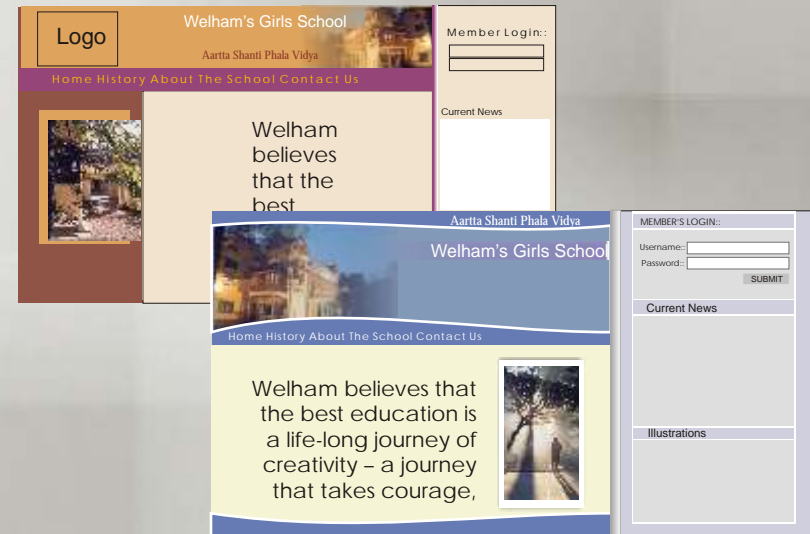 Logo
Welham's Girls School
Aartta Shanti Phala Vidya
Home History About The School Contact Us
Welham
believes
that the
best
Member Login::
Current News
Aartta Shanti Phala Vidya
Welham's Girls School
Home History About The School Contact Us
Welham believes that
the best education is
a life-long journey of
creativity – a journey
that takes courage,
MEMBER'S LOGIN::
Username::
Password::
SUBMIT
Current News
Illustrations